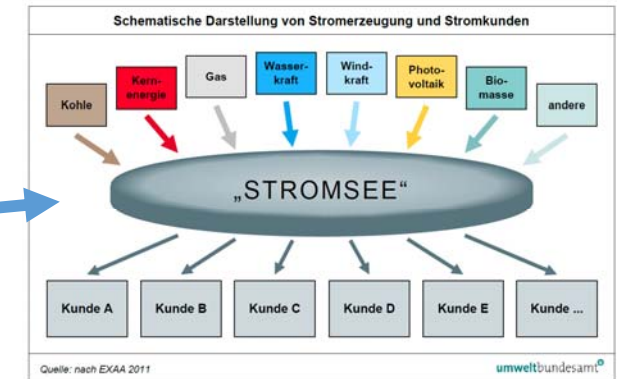 Schematische Darstellung von Stromerzeugung und Stromkunden
Kohle
Kern-
energie
Gas
Wasser-
kraft
Wind-
kraft
Photo-
voltaik
Bio-
masse
andere
„STROMSEE“
Kunde A
Kunde B
Kunde C
Kunde D
Kunde E
Kunde ...
Quelle: nach EXAA 2011
umweltbundesamt